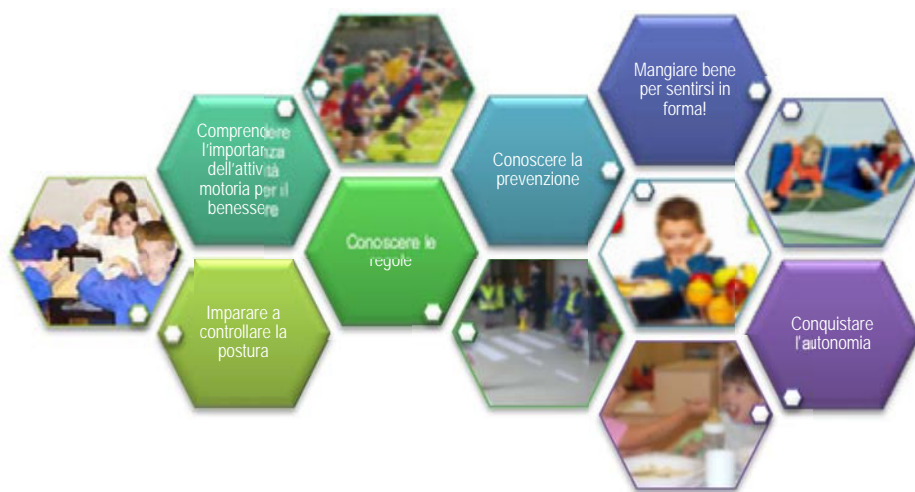 Comprendere
l'importanza
dell'attività
motoria per il
benessere
Imparare a
controllare la
postura
Conoscere le
regole
Conoscere la
prevenzione
Mangiare bene
per sentirsi in
forma!
Conquistare
l'autonomia